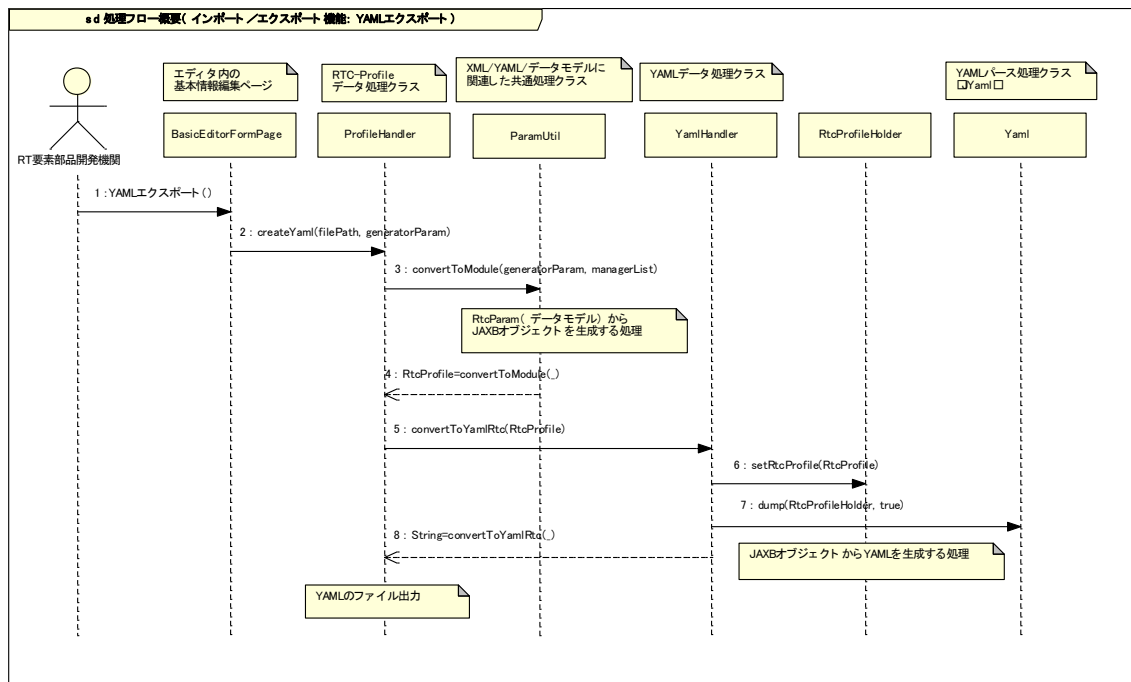 sd 処理フロー概要( インポート／エクスポート機能: YAMLエクスポート )
エディタ内の
基本情報編集ページ
RTC-Profile
データ処理クラス
XML/YAML/データモデルに
関連した共通処理クラス
YAMLデータ処理クラス
YAMLパース処理クラス
□JYaml□
BasicEditorFormPage
ProfileHandler
ParamUtil
YamlHandler
RtcProfileHolder
Yaml
RT要素部品開発機関
1 : YAMLエクスポート()
2 : createYaml(filePath, generatorParam)
3 : convertToModule(generatorParam, managerList)
RtcParam( データモデル) から
JAXBオブジェクト を生成する処理
4 : RtcProfile=convertToModule(_)
5 : convertToYamlRtc(RtcProfile)
6 : setRtcProfile(RtcProfile)
7 : dump(RtcProfileHolder, true)
8 : String=convertToYamlRtc(_)
JAXBオブジェクト からYAMLを生成する処理
YAMLのファイル出力